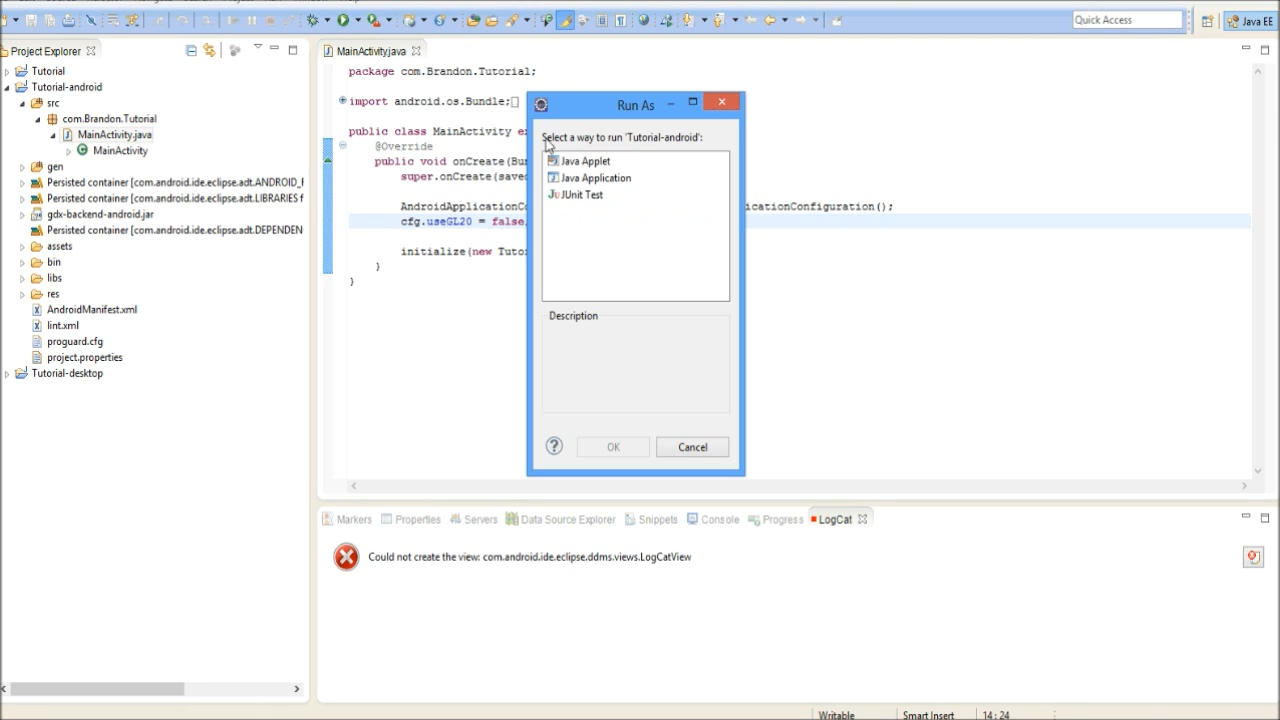 Quick Access
Java EE
Project Explorer
Tutorial
Tutorial-android
src
com.Brandon.Tutorial
MainActivity.java
MainActivity
gen
Persisted container [com.android.ide.eclipse.adt.ANDROID_F
Persisted container [com.android.ide.eclipse.adt.LIBRARIES f
gdx-backend-android.jar
Persisted container [com.android.ide.eclipse.adt.DEPENDEN
assets
bin
libs
res
AndroidManifest.xml
lint.xml
proguard.cfg
project.properties
Tutorial-desktop
MainActivity.java
package com.Brandon.Tutorial;
import android.os.Bundle;
public class MainActivity ex
@Override
public void onCreate(Bun
super.onCreate(saved
AndroidApplicationCo icationConfiguration();
cfg.useGL20 = false;
initialize(new Tuto
}
}
Run As
Select a way to run 'Tutorial-android':
Java Applet
Java Application
JUnit Test
Description
OK
Cancel
Markers
Properties
Servers
Data Source Explorer
Snippets
Console
Progress
LogCat
Could not create the view: com.android.ide.eclipse.ddms.views.LogCatView
Writable
Smart Insert
14 : 24